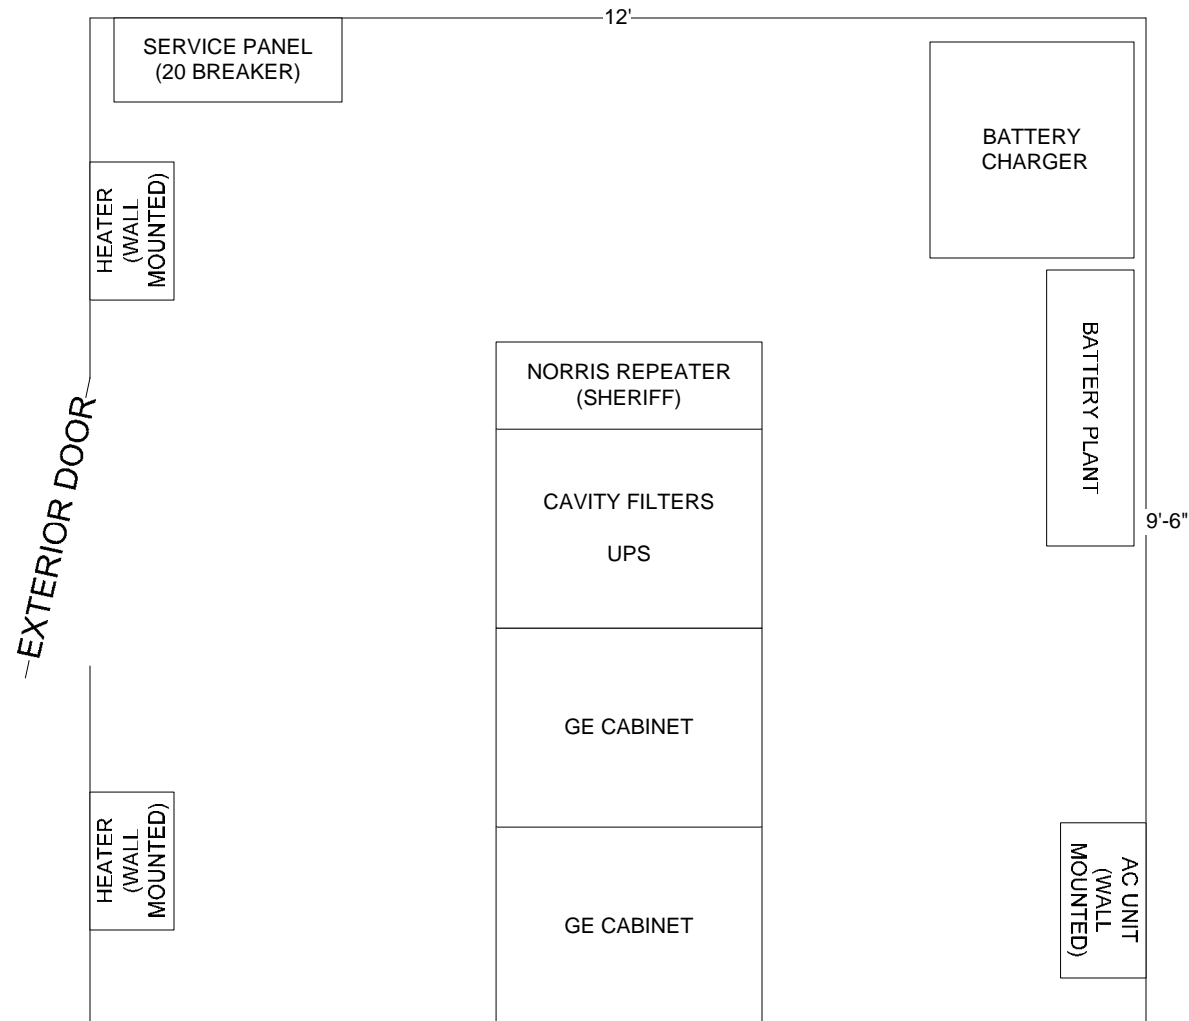 12'
SERVICE PANEL
(20 BREAKER)
BATTERY
CHARGER
HEATER
(WALL
MOUNTED)
BATTERY PLANT
NORRIS REPEATER
(SHERIFF)
EXTERIOR DOOR
CAVITY FILTERS
UPS
9'-6"
GE CABINET
HEATER
(WALL
MOUNTED)
AC UNIT
(WALL
MOUNTED)
GE CABINET